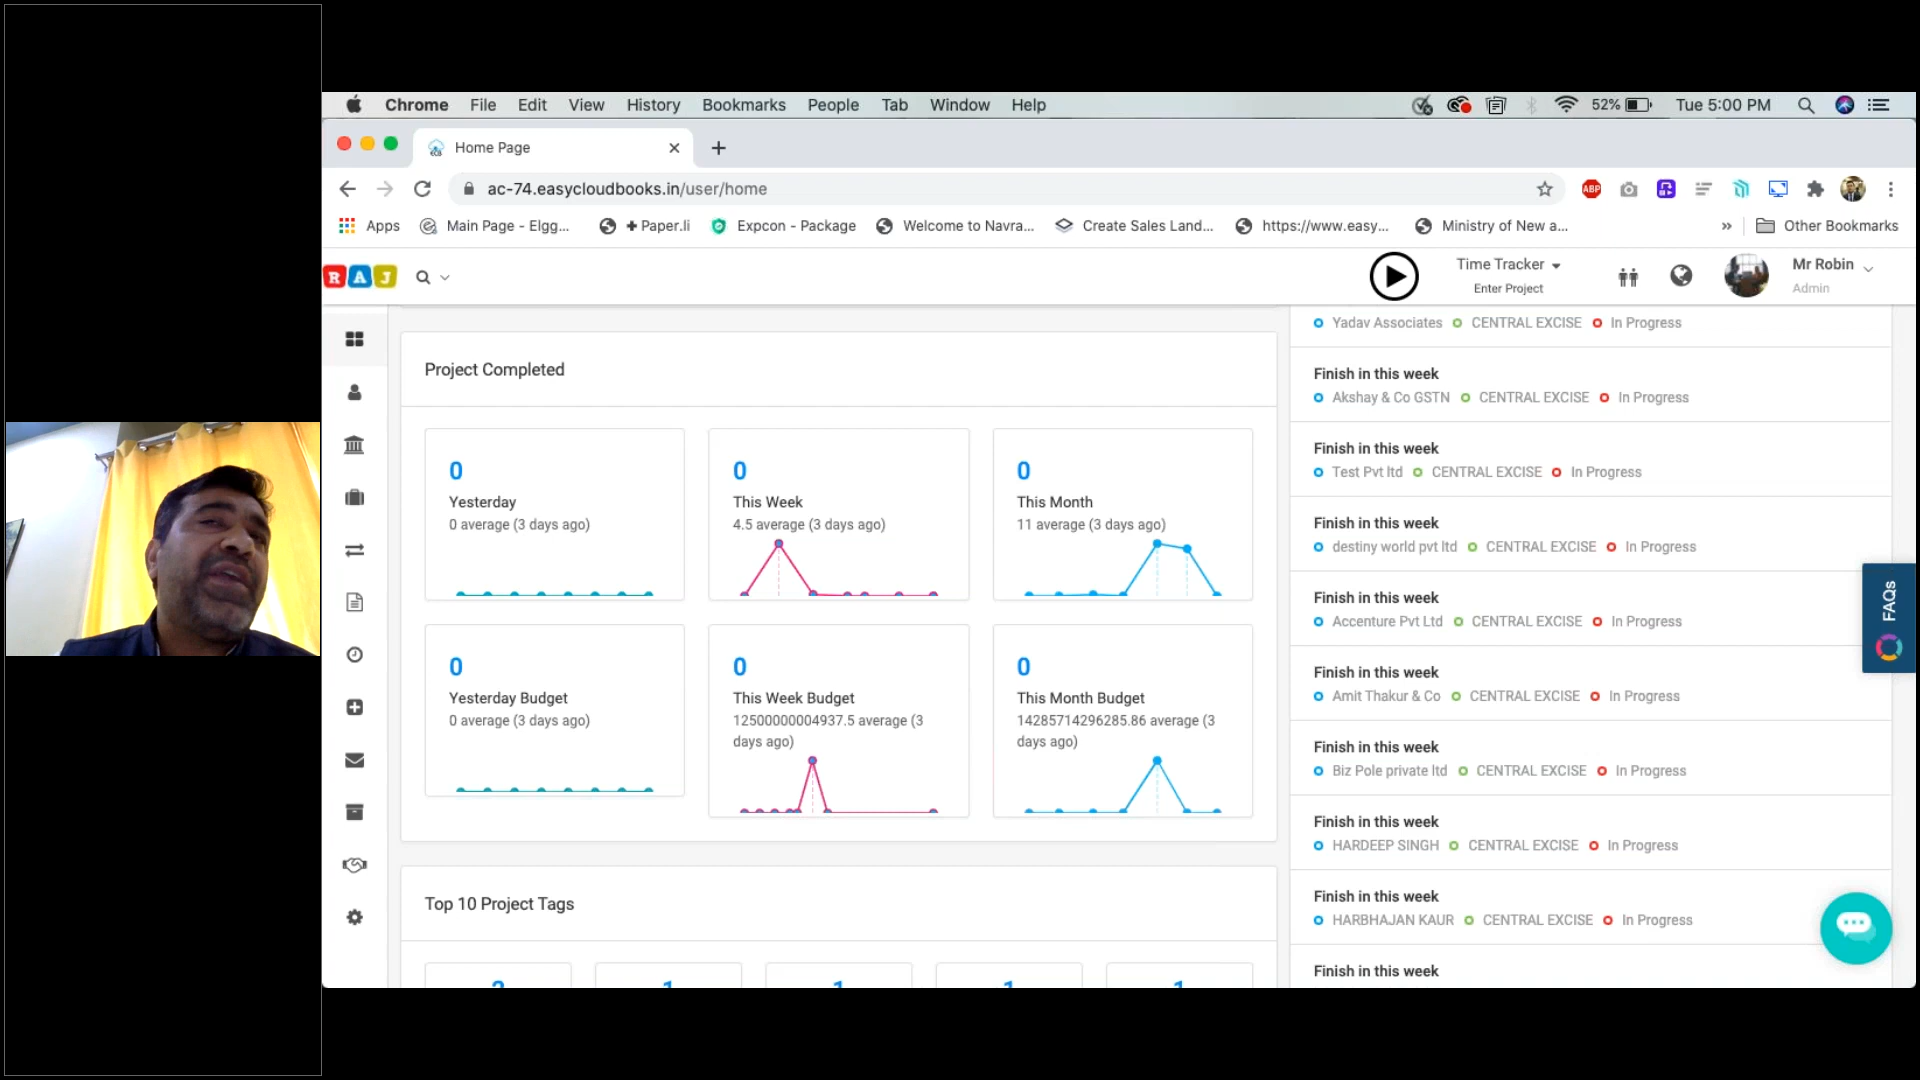 Chrome File Edit View History Bookmarks People Tab Window Help
52% Tue 5:00 PM
Home Page
ac-74.easycloudbooks.in/user/home
ABP
Apps Main Page - Elgg... + Paper.li Expcon - Package Welcome to Navra... Create Sales Land... https://www.easy... Ministry of New a... » Other Bookmarks
RAJ
Time Tracker
Enter Project
Mr Robin
Admin
Project Completed
0
Yesterday
0 average (3 days ago)
0
This Week
4.5 average (3 days ago)
0
This Month
11 average (3 days ago)
0
Yesterday Budget
0 average (3 days ago)
0
This Week Budget
12500000004937.5 average (3
days ago)
0
This Month Budget
14285714296285.86 average (3
days ago)
Top 10 Project Tags
Yadav Associates CENTRAL EXCISE In Progress
Finish in this week
Akshay & Co GSTN CENTRAL EXCISE In Progress
Finish in this week
Test Pvt ltd CENTRAL EXCISE In Progress
Finish in this week
destiny world pvt ltd CENTRAL EXCISE In Progress
Finish in this week
Accenture Pvt Ltd CENTRAL EXCISE In Progress
Finish in this week
Amit Thakur & Co CENTRAL EXCISE In Progress
Finish in this week
Biz Pole private ltd CENTRAL EXCISE In Progress
Finish in this week
HARDEEP SINGH CENTRAL EXCISE In Progress
Finish in this week
HARBHAJAN KAUR CENTRAL EXCISE In Progress
Finish in this week
FAQs